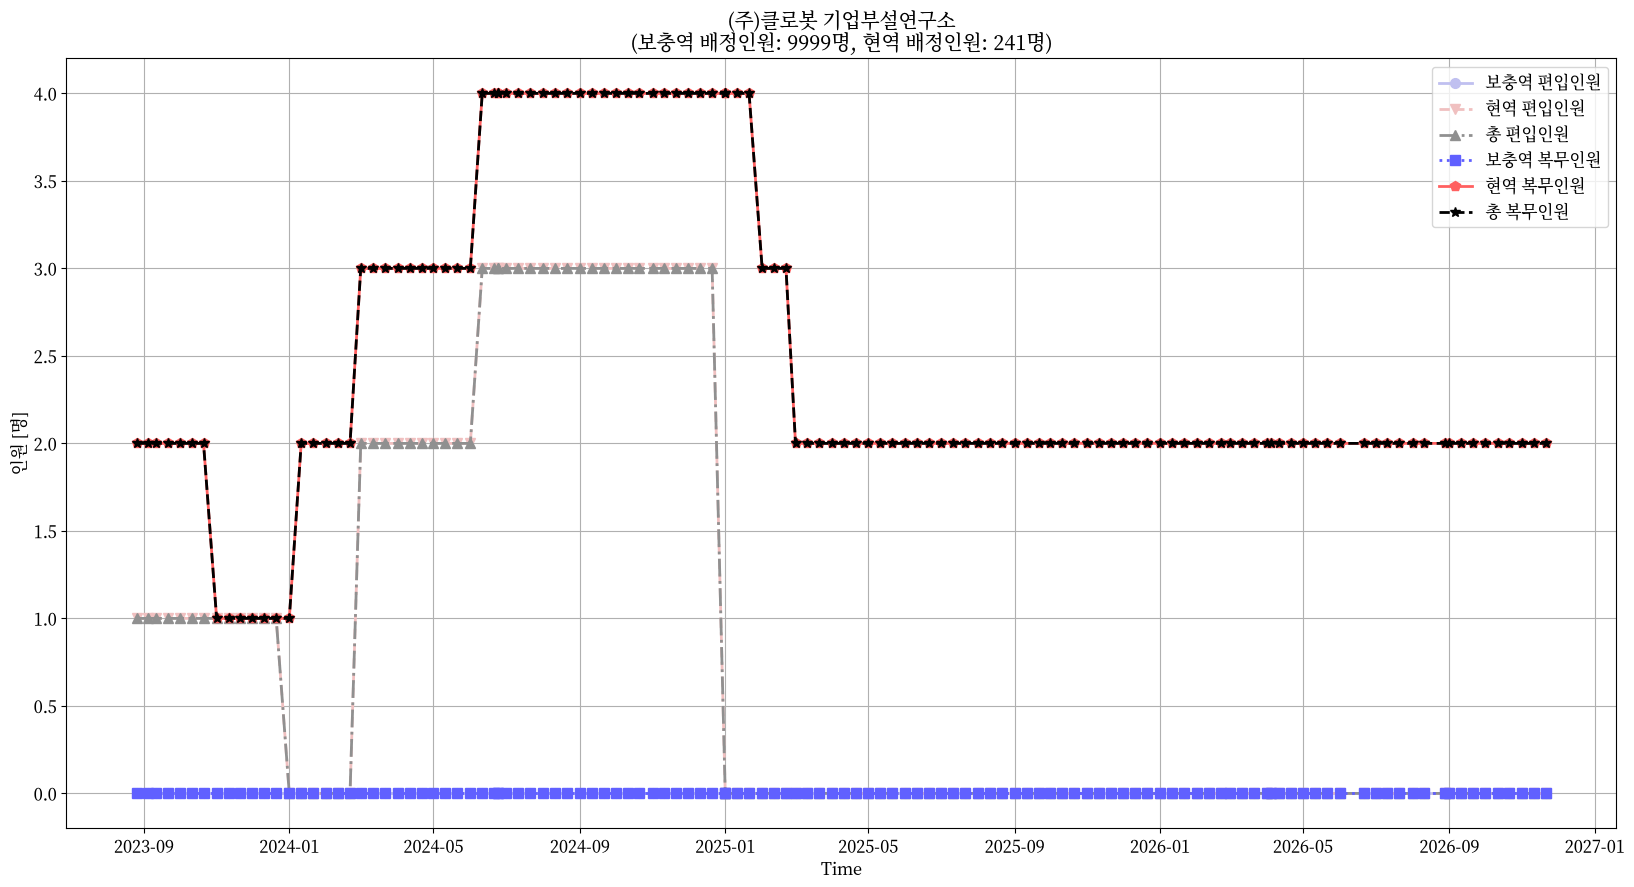 (주)클로봇 기업부설연구소
(보충역 배정인원: 9999명, 현역 배정인원: 241명)
보충역 편입인원
현역 편입인원
총 편입인원
보충역 복무인원
현역 복무인원
총 복무인원
인원 [명]
4.0
3.5
3.0
2.5
2.0
1.5
1.0
0.5
0.0
2023-09
2024-01
2024-05
2024-09
2025-01
2025-05
2025-09
2026-01
2026-05
2026-09
2027-01
Time